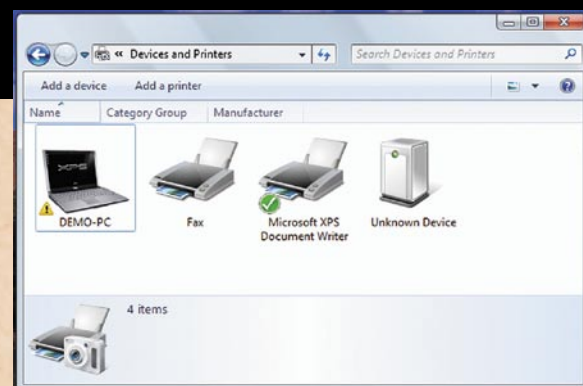 « Devices and Printers
Search Devices and Printers
Add a device Add a printer
Name Category Group Manufacturer
XPS
DEMO-PC
Fax
Microsoft XPS
Document Writer
Unknown Device
4 items